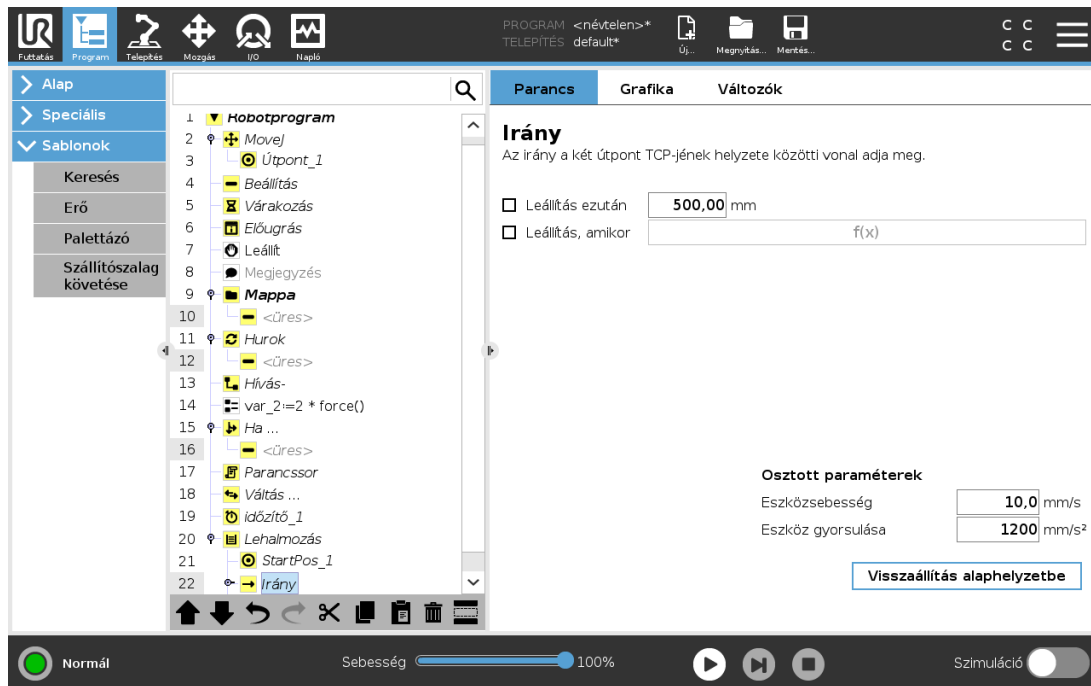 UR
Futtatás
Program
Telepítés
Mozgás
I/O
Napló
PROGRAM <névtelen>*
TELEPÍTÉS default*
Új...
Megnyitás...
Mentés...
C C
C C
Alap
Speciális
Sablonok
Keresés
Erő
Palettázó
Szállítószalag
követése
1 Robotprogram
2 MoveJ
3 Útpont_1
4 Beállítás
5 Várakozás
6 Előugrás
7 Leállít
8 Megjegyzés
9 Mappa
10 <üres>
11 Hurok
12 <üres>
13 Hívás-
14 var_2:=2 * force()
15 Ha ...
16 <üres>
17 Parancssor
18 Váltás ...
19 időzítő_1
20 Lehalmozás
21 StartPos_1
22 Irány
Parancs
Grafika
Változók
Irány
Az irány a két útpont TCP-jének helyzete közötti vonal adja meg.
Leállítás ezután 500,00 mm
Leállítás, amikor f(x)
Osztott paraméterek
Eszközsebesség 10,0 mm/s
Eszköz gyorsulása 1200 mm/s²
Visszaállítás alaphelyzetbe
Normál
Sebesség 100%
Szimuláció